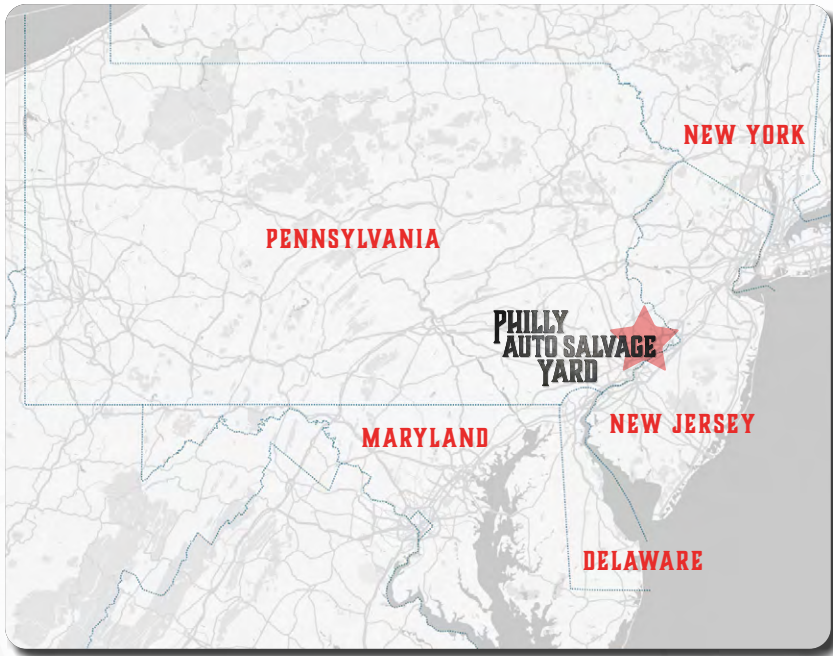 NEW YORK
PENNSYLVANIA
PHILLY
AUTO SALVAGE
YARD
NEW JERSEY
MARYLAND
DELAWARE